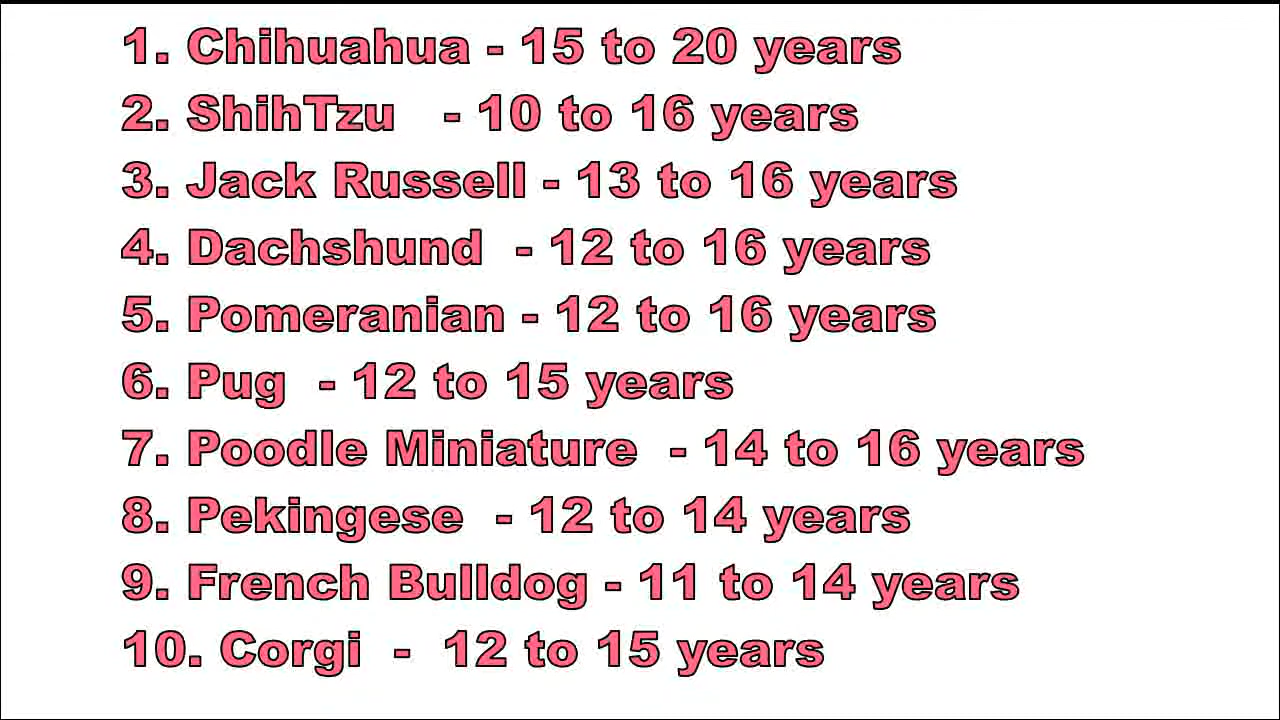 1. Chihuahua - 15 to 20 years
2. ShihTzu - 10 to 16 years
3. Jack Russell - 13 to 16 years
4. Dachshund - 12 to 16 years
5. Pomeranian - 12 to 16 years
6. Pug - 12 to 15 years
7. Poodle Miniature - 14 to 16 years
8. Pekingese - 12 to 14 years
9. French Bulldog - 11 to 14 years
10. Corgi - 12 to 15 years